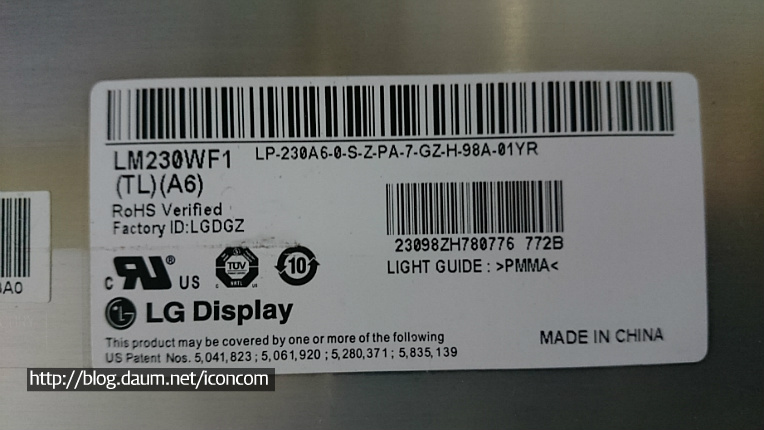 LM230WF1
(TL)(A6)
LP-230A6-0-S-Z-PA-7-GZ-H-98A-01YR
RoHS Verified
Factory ID:LGDGZ
23098ZH780776 772B
LIGHT GUIDE : >PMMA<
c RU ® US
TUV
10
LG Display
This product may be covered by one or more of the following
US Patent Nos. 5,041,823 ; 5,061,920 ; 5,280,371 ; 5,835,139
MADE IN CHINA
http://blog.daum.net/iconcom